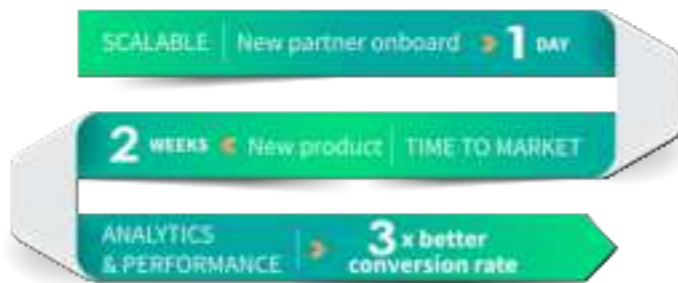 SCALABLE New partner onboard 1 DAY
2 WEEKS New product TIME TO MARKET
ANALYTICS
& PERFORMANCE
3 x better
conversion rate